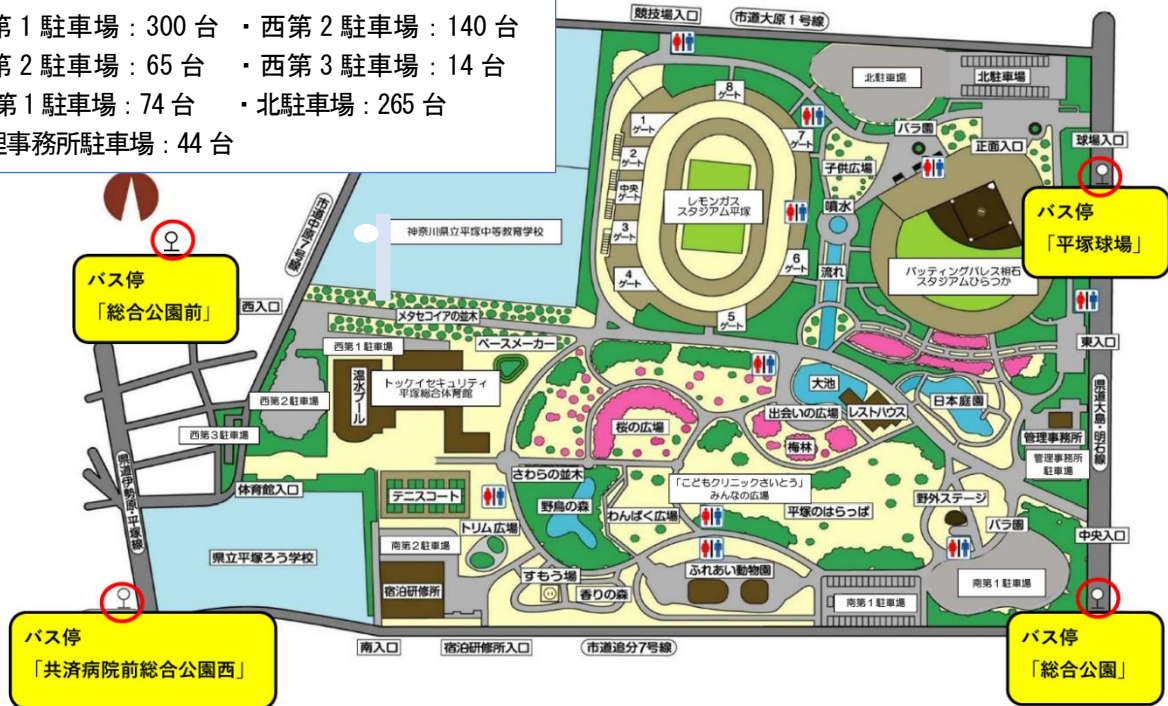 第1駐車場：300台 ・西第2駐車場：140台
第2駐車場：65台 ・西第3駐車場：14台
第1駐車場：74台 ・北駐車場：265台
理事務所駐車場：44台
競技場入口
市道大原1号線
北駐車場
北駐車場
8ゲート
1ゲート
2ゲート
中央ゲート
3ゲート
4ゲート
5ゲート
6ゲート
7ゲート
レモンガス
スタジアム平塚
バラ園
正面入口
球場入口
子供広場
噴水
流れ
バッティングパレス相石
スタジアムひらつか
バス停
「平塚球場」
市道中原7号線
神奈川県立平塚中等教育学校
バス停
「総合公園前」
西入口
メタセコイアの並木
ペースメーカー
西第1駐車場
温水プール
トッケイセキュリティ
平塚総合体育館
西第2駐車場
西第3駐車場
東入口
大池
出会いの広場
レストハウス
日本庭園
桜の広場
梅林
管理事務所
管理事務所
駐車場
県道大島・明石線
県道伊勢原・平塚線
体育館入口
さわらの並木
「こどもクリニックさいとう」
みんなの広場
テニスコート
野鳥の森
わんぱく広場
平塚のはらっぱ
野外ステージ
バラ園
中央入口
トリム広場
県立平塚ろう学校
南第2駐車場
すもう場
香りの森
ふれあい動物園
宿泊研修所
南第1駐車場
南第1駐車場
バス停
「共済病院前総合公園西」
南入口
宿泊研修所入口
市道追分7号線
バス停
「総合公園」